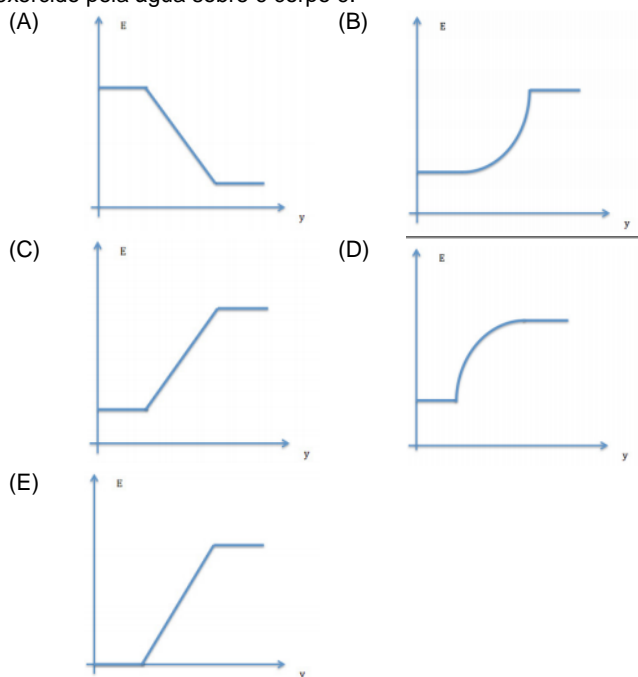 exercido pela água sobre o corpo é:
(A) E y
(B) E y
(C) E y
(D) E y
(E) E y